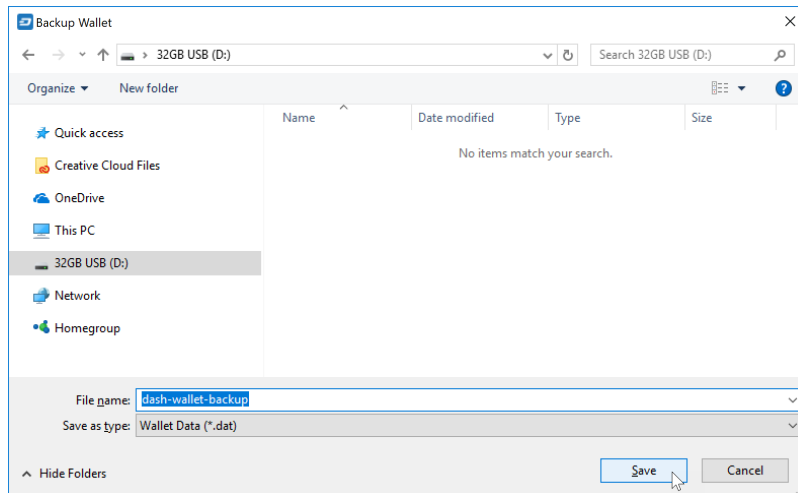 Backup Wallet
32GB USB (D:)
Search 32GB USB (D:)
Organize
New folder
Name
Date modified
Type
Size
No items match your search.
Quick access
Creative Cloud Files
OneDrive
This PC
32GB USB (D:)
Network
Homegroup
File name: dash-wallet-backup
Save as type: Wallet Data (*.dat)
Hide Folders
Save
Cancel